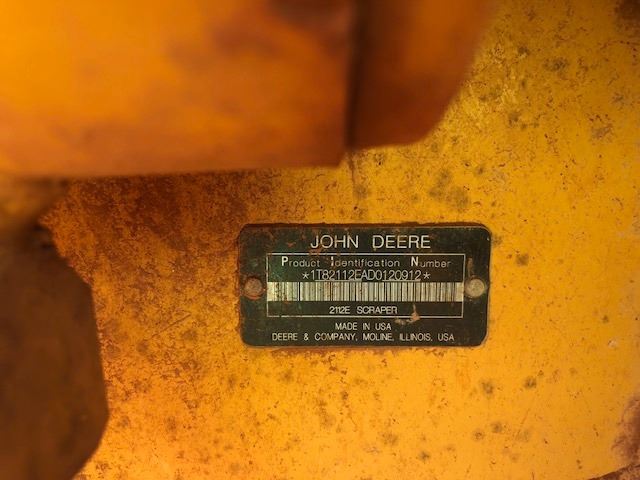 JOHN DEERE
Product Identification Number
*1T82112EAD0120912*
2112E SCRAPER
MADE IN USA
DEERE & COMPANY, MOLINE, ILLINOIS, USA